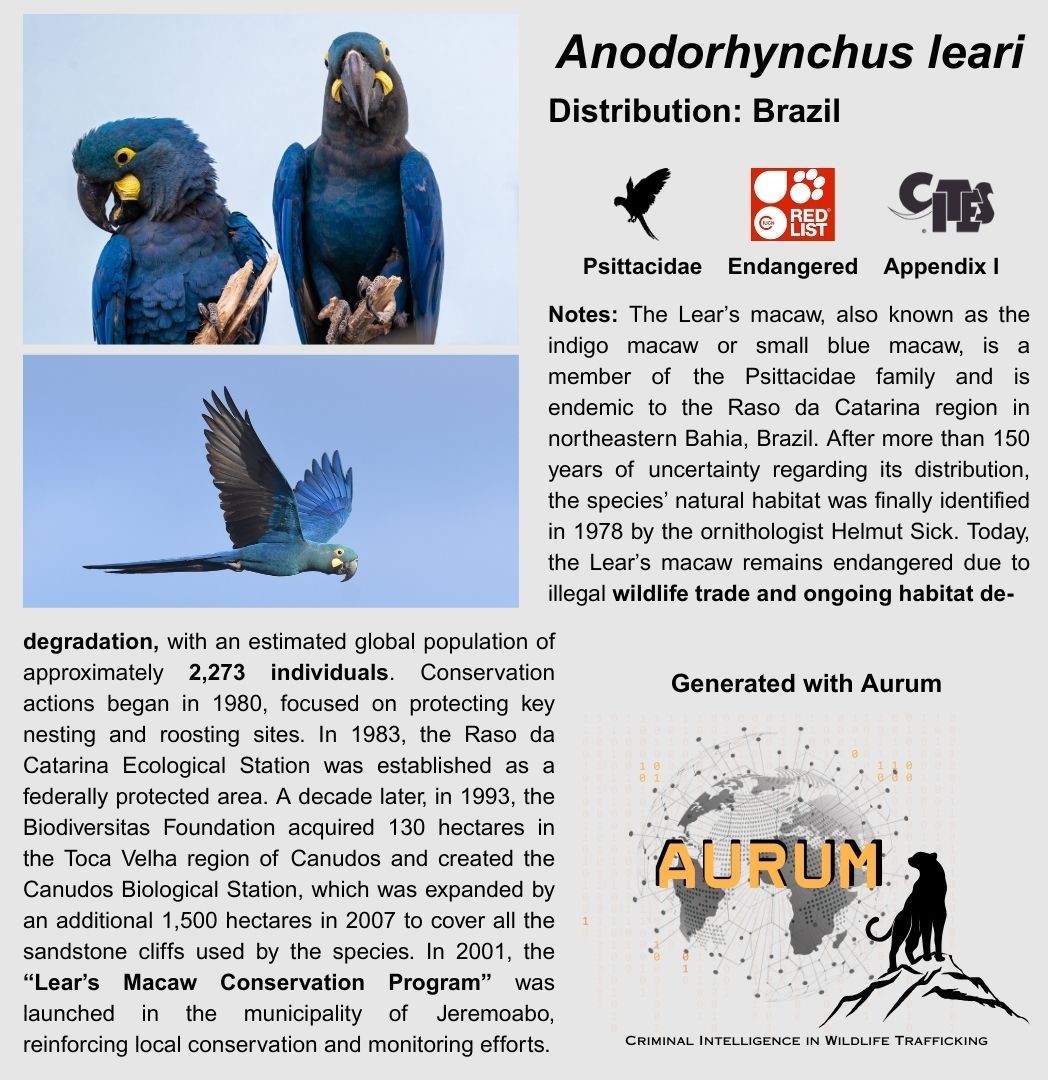 Anodorhynchus leari
Distribution: Brazil
IUCN
RED
LIST
CITES
Psittacidae Endangered Appendix I
Notes: The Lear’s macaw, also known as the
indigo macaw or small blue macaw, is a
member of the Psittacidae family and is
endemic to the Raso da Catarina region in
northeastern Bahia, Brazil. After more than 150
years of uncertainty regarding its distribution,
the species’ natural habitat was finally identified
in 1978 by the ornithologist Helmut Sick. Today,
the Lear’s macaw remains endangered due to
illegal wildlife trade and ongoing habitat de-
degradation, with an estimated global population of
approximately 2,273 individuals. Conservation
actions began in 1980, focused on protecting key
nesting and roosting sites. In 1983, the Raso da
Catarina Ecological Station was established as a
federally protected area. A decade later, in 1993, the
Biodiversitas Foundation acquired 130 hectares in
the Toca Velha region of Canudos and created the
Canudos Biological Station, which was expanded by
an additional 1,500 hectares in 2007 to cover all the
sandstone cliffs used by the species. In 2001, the
“Lear’s Macaw Conservation Program” was
launched in the municipality of Jeremoabo,
reinforcing local conservation and monitoring efforts.
Generated with Aurum
AURUM
CRIMINAL INTELLIGENCE IN WILDLIFE TRAFFICKING